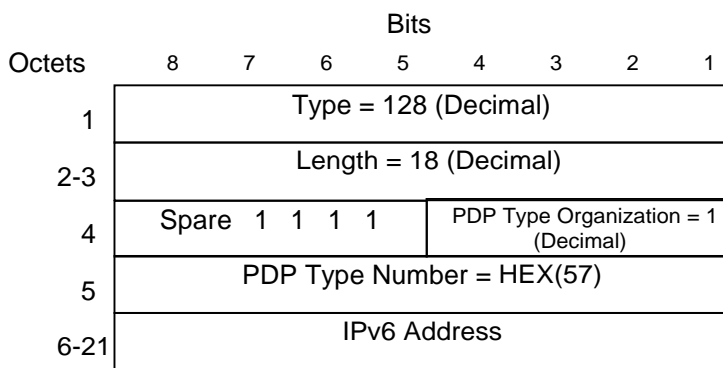 Bits
Octets 8 7 6 5 4 3 2 1
1 Type = 128 (Decimal)
2-3 Length = 18 (Decimal)
4 Spare 1 1 1 1 PDP Type Organization = 1
(Decimal)
5 PDP Type Number = HEX(57)
6-21 IPv6 Address